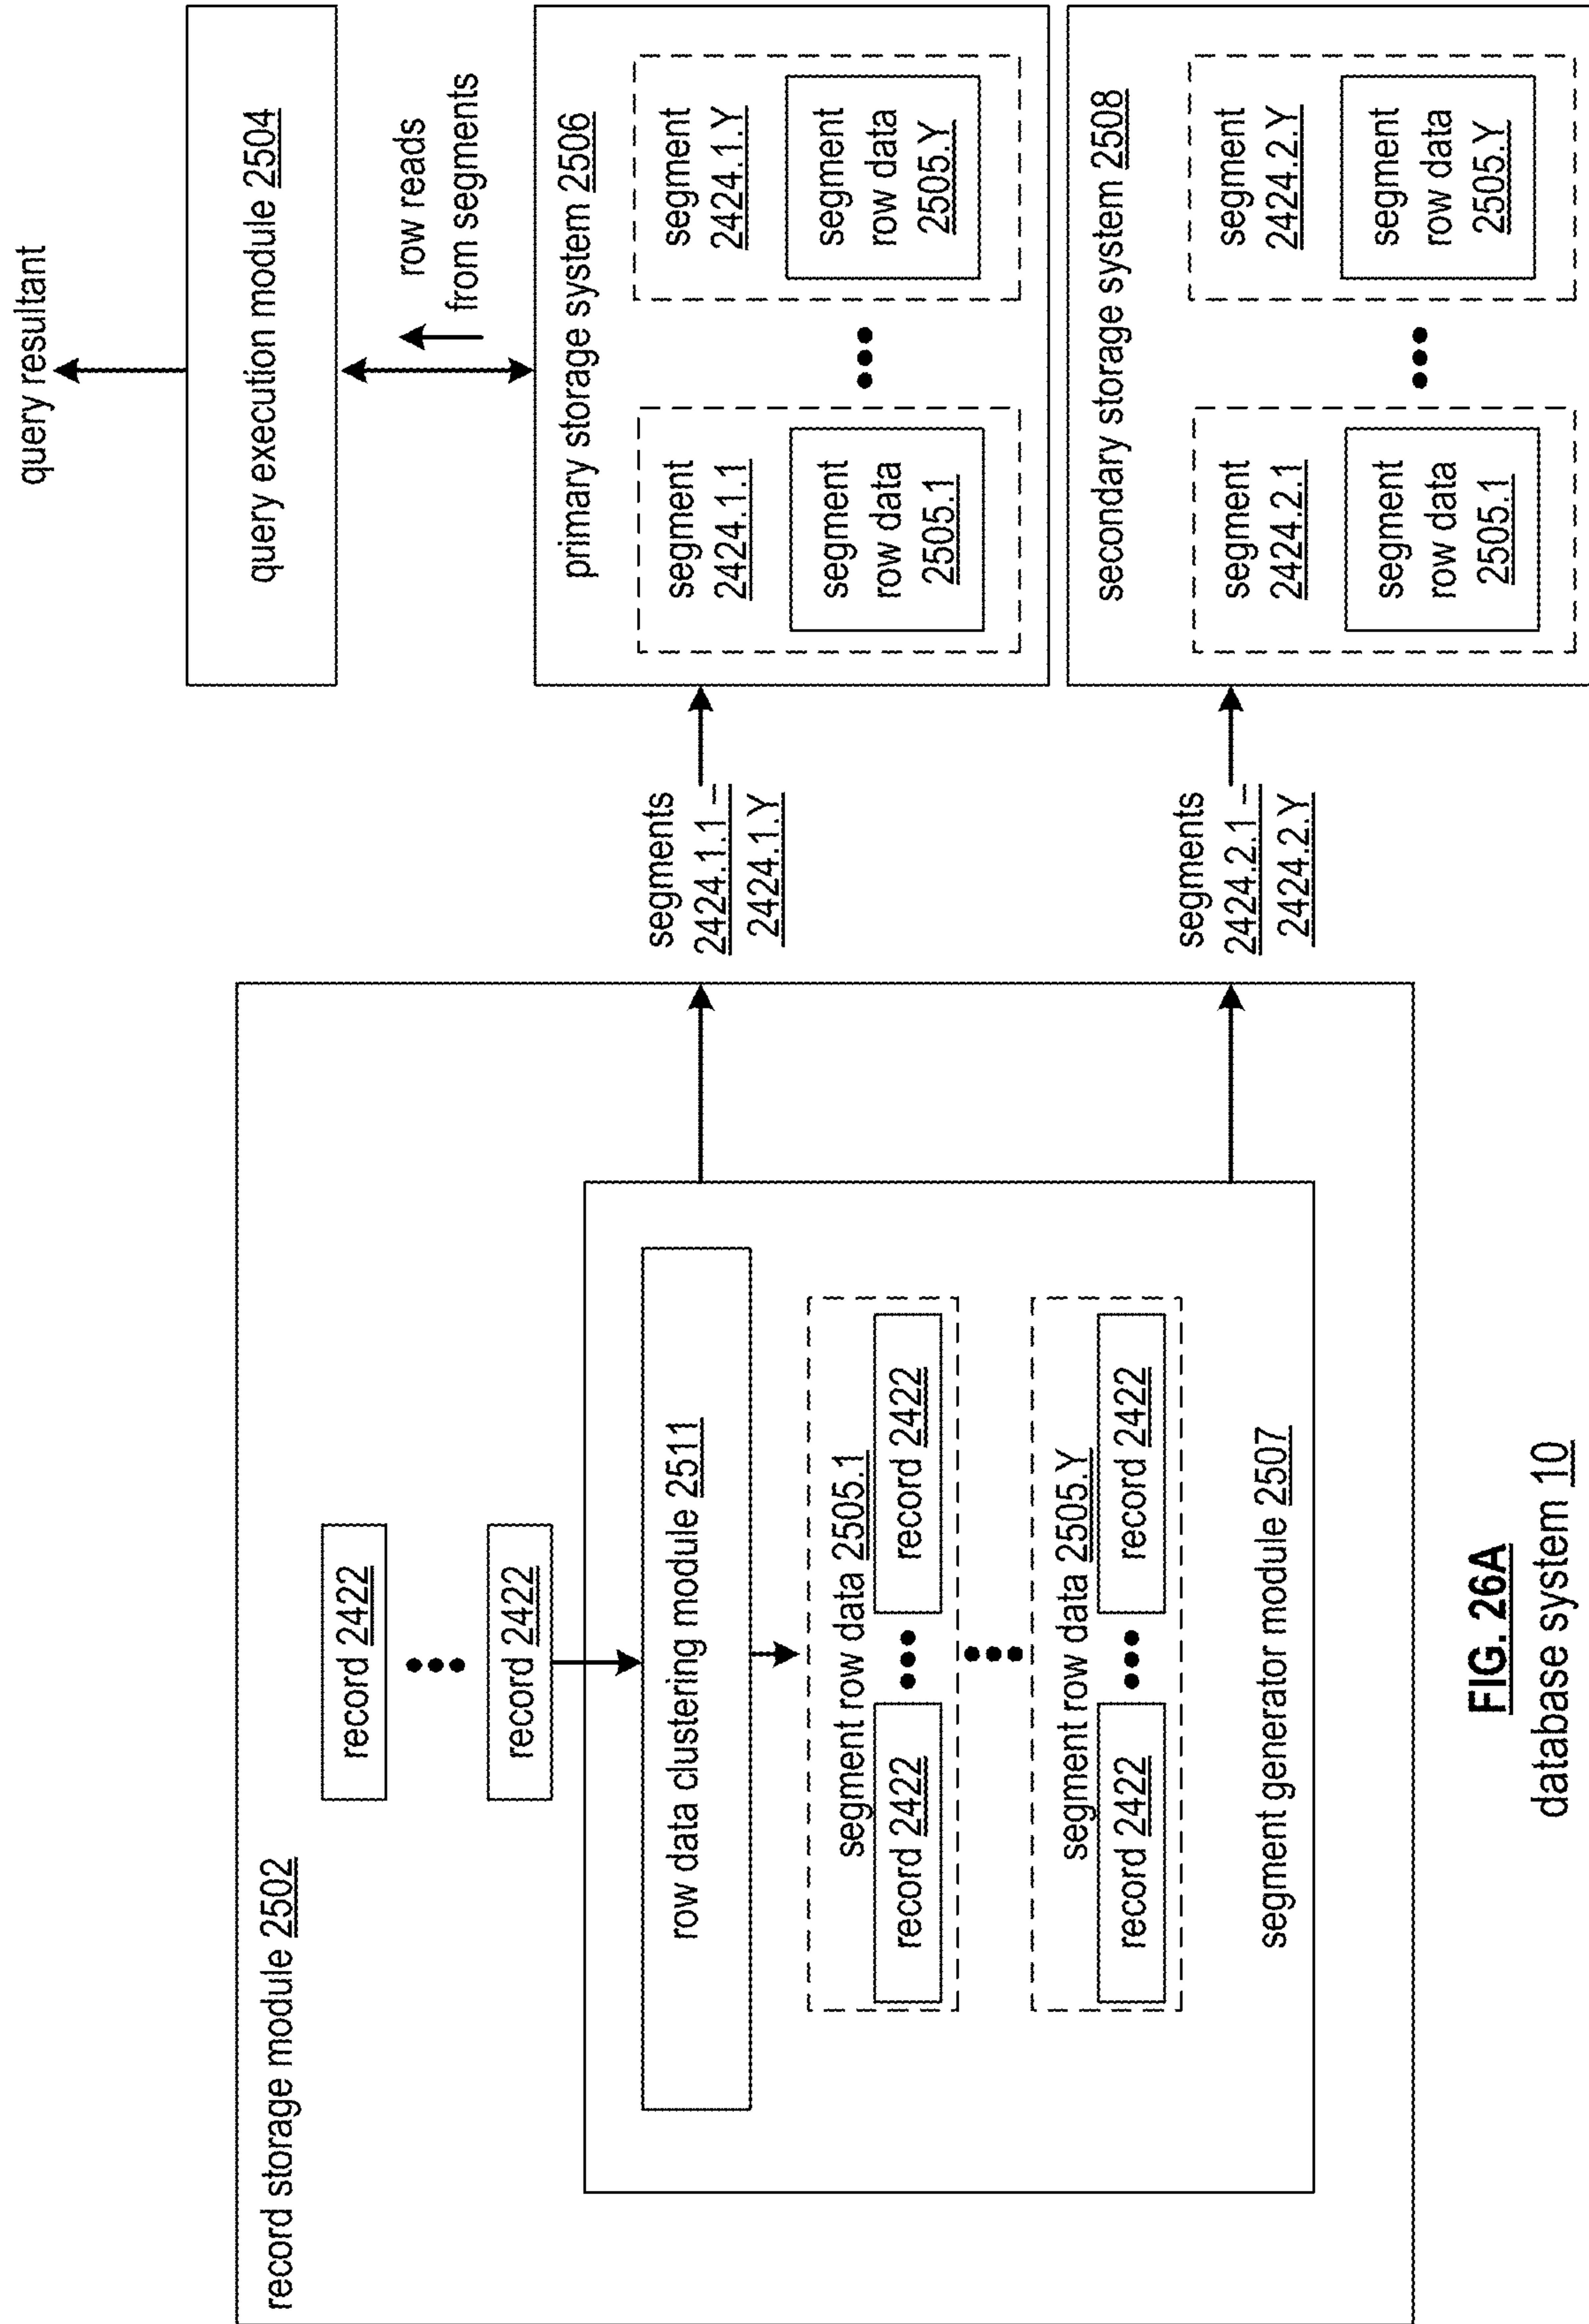 record storage module 2502
record 2422
record 2422
row data clustering module 2511
segment row data 2505.1
record 2422
record 2422
segment row data 2505.Y
record 2422
record 2422
segment generator module 2507
segments
2424.1.1 –
2424.1.Y
segments
2424.2.1 –
2424.2.Y
query resultant
query execution module 2504
row reads
from segments
primary storage system 2506
segment
2424.1.1
segment
row data
2505.1
segment
2424.1.Y
segment
row data
2505.Y
secondary storage system 2508
segment
2424.2.1
segment
row data
2505.1
segment
2424.2.Y
segment
row data
2505.Y
FIG. 26A
database system 10